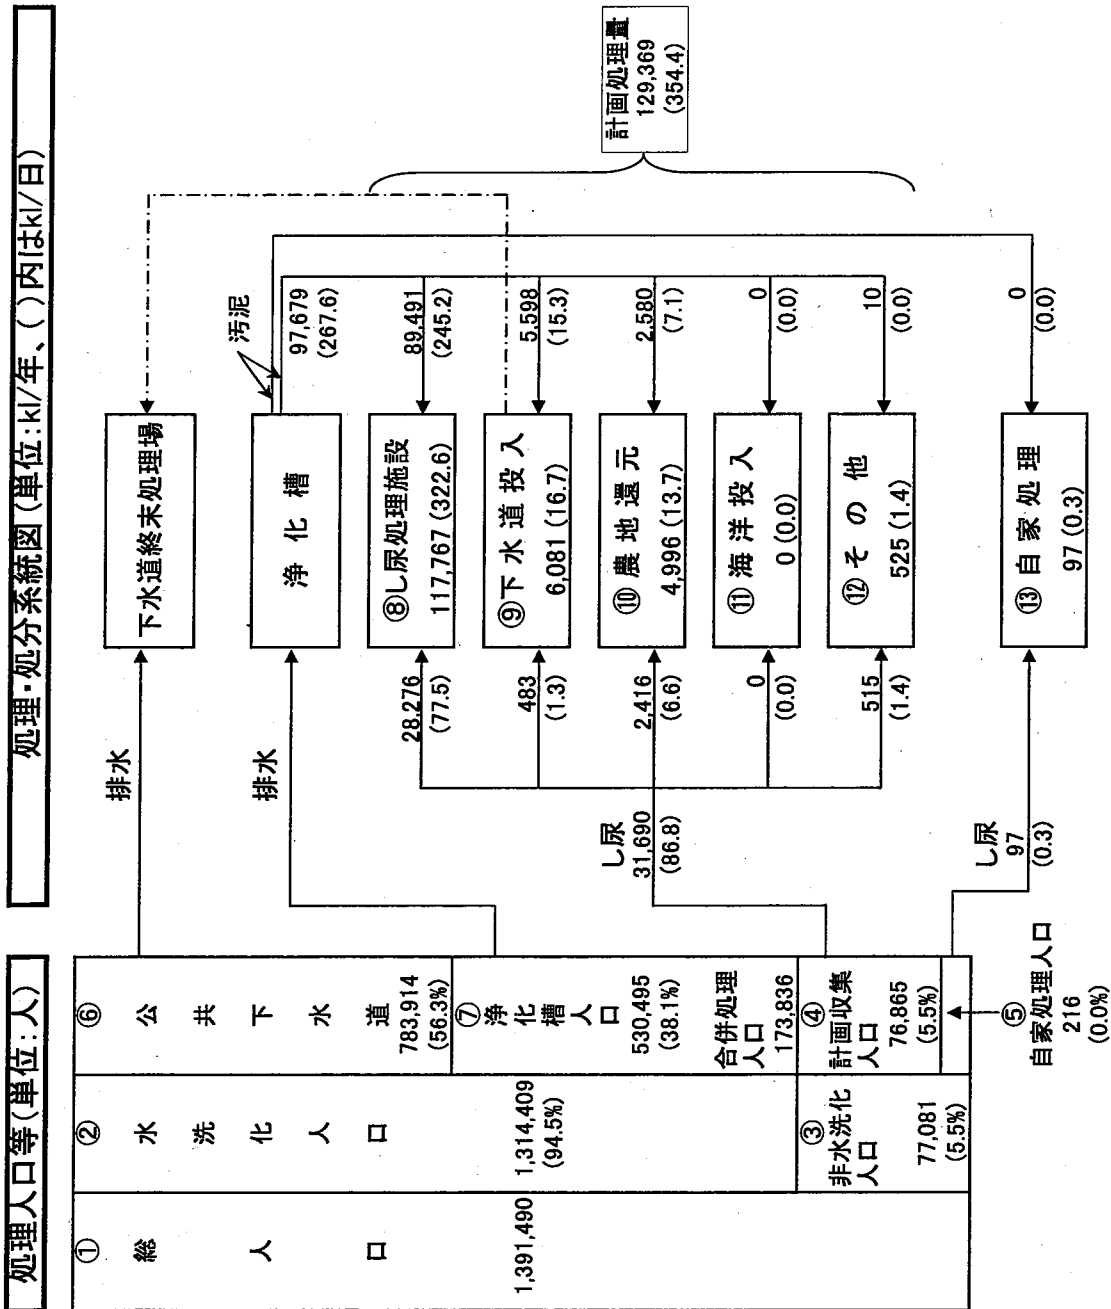 処理人口等(単位:人)
①
総人口
1,391,490
②
水洗化人口
1,314,409
(94.5%)
③
非水洗化
人口
77,081
(5.5%)
⑥
公共下水道
783,914
(56.3%)
⑦
浄化槽人口
530,495
(38.1%)
合併処理
人口
173,836
④
計画収集
人口
76,865
(5.5%)
⑤
自家処理人口
216
(0.0%)
処理・処分系統図(単位:kl/年、( )内はkl/日)
排水
下水道終末処理場
排水
浄化槽
汚泥
97,679
(267.6)
し尿
31,690
(86.8)
28,276
(77.5)
⑧し尿処理施設
117,767 (322.6)
89,491
(245.2)
483
(1.3)
⑨下水道投入
6,081 (16.7)
5,598
(15.3)
2,416
(6.6)
⑩農地還元
4,996 (13.7)
2,580
(7.1)
0
(0.0)
⑪海洋投入
0 (0.0)
0
(0.0)
515
(1.4)
⑫その他
525 (1.4)
10
(0.0)
し尿
97
(0.3)
⑬自家処理
97 (0.3)
0
(0.0)
計画処理量
129,369
(354.4)